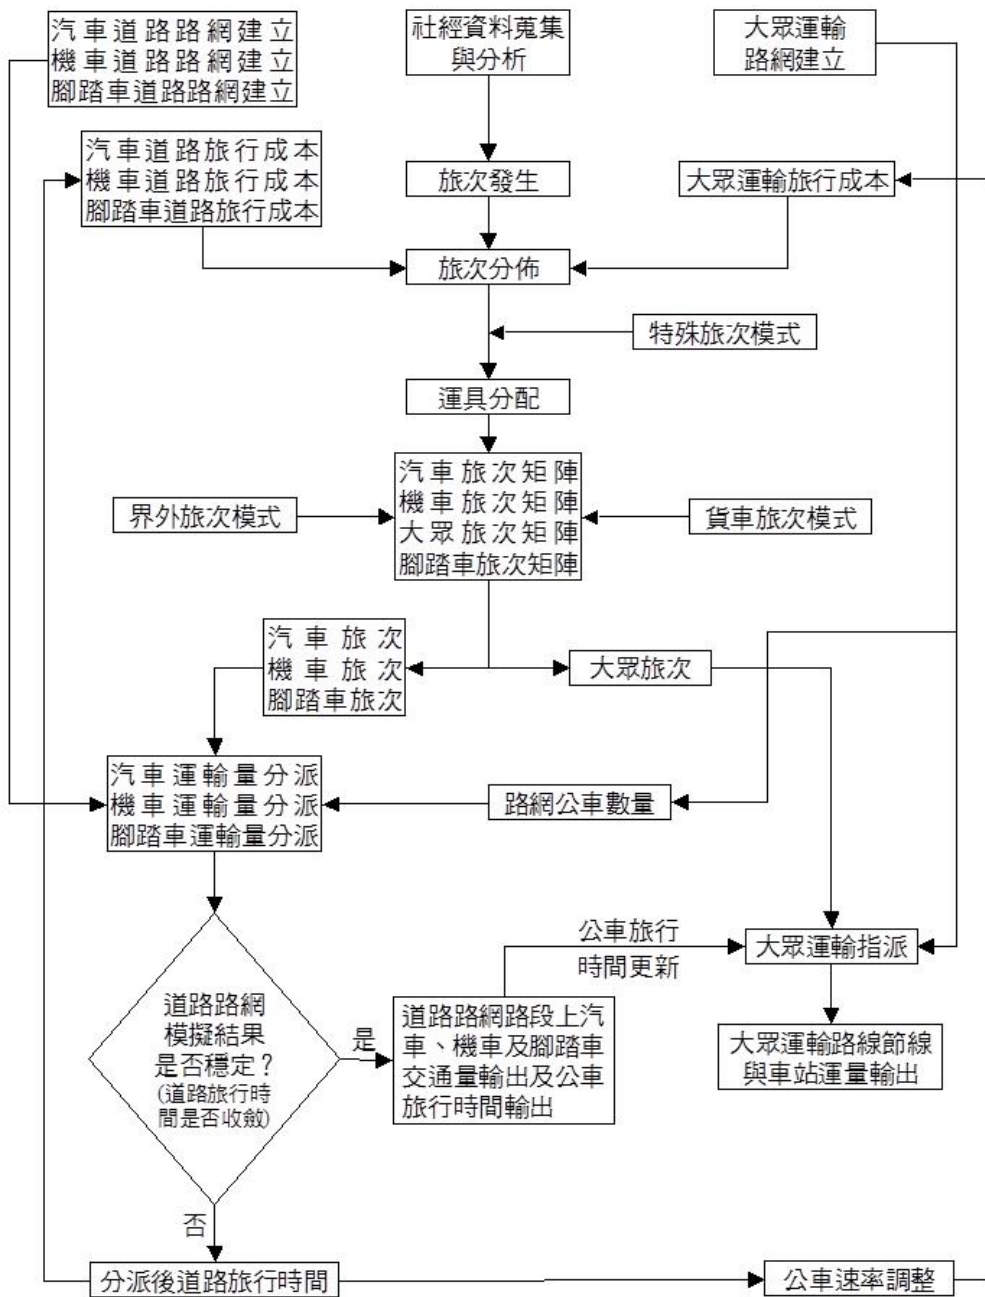 汽車道路路網建立
機車道路路網建立
腳踏車道路路網建立
社經資料蒐集
與分析
大眾運輸
路網建立
汽車道路旅行成本
機車道路旅行成本
腳踏車道路旅行成本
旅次發生
大眾運輸旅行成本
旅次分佈
特殊旅次模式
運具分配
汽車旅次矩陣
機車旅次矩陣
大眾旅次矩陣
腳踏車旅次矩陣
界外旅次模式
貨車旅次模式
汽車旅次
機車旅次
腳踏車旅次
大眾旅次
汽車運輸量分派
機車運輸量分派
腳踏車運輸量分派
路網公車數量
公車旅行
時間更新
大眾運輸指派
道路路網
模擬結果
是否穩定？
(道路旅行時
間是否收斂)
是
道路路網路段上汽
車、機車及腳踏車
交通量輸出及公車
旅行時間輸出
大眾運輸路線節線
與車站運量輸出
否
分派後道路旅行時間
公車速率調整